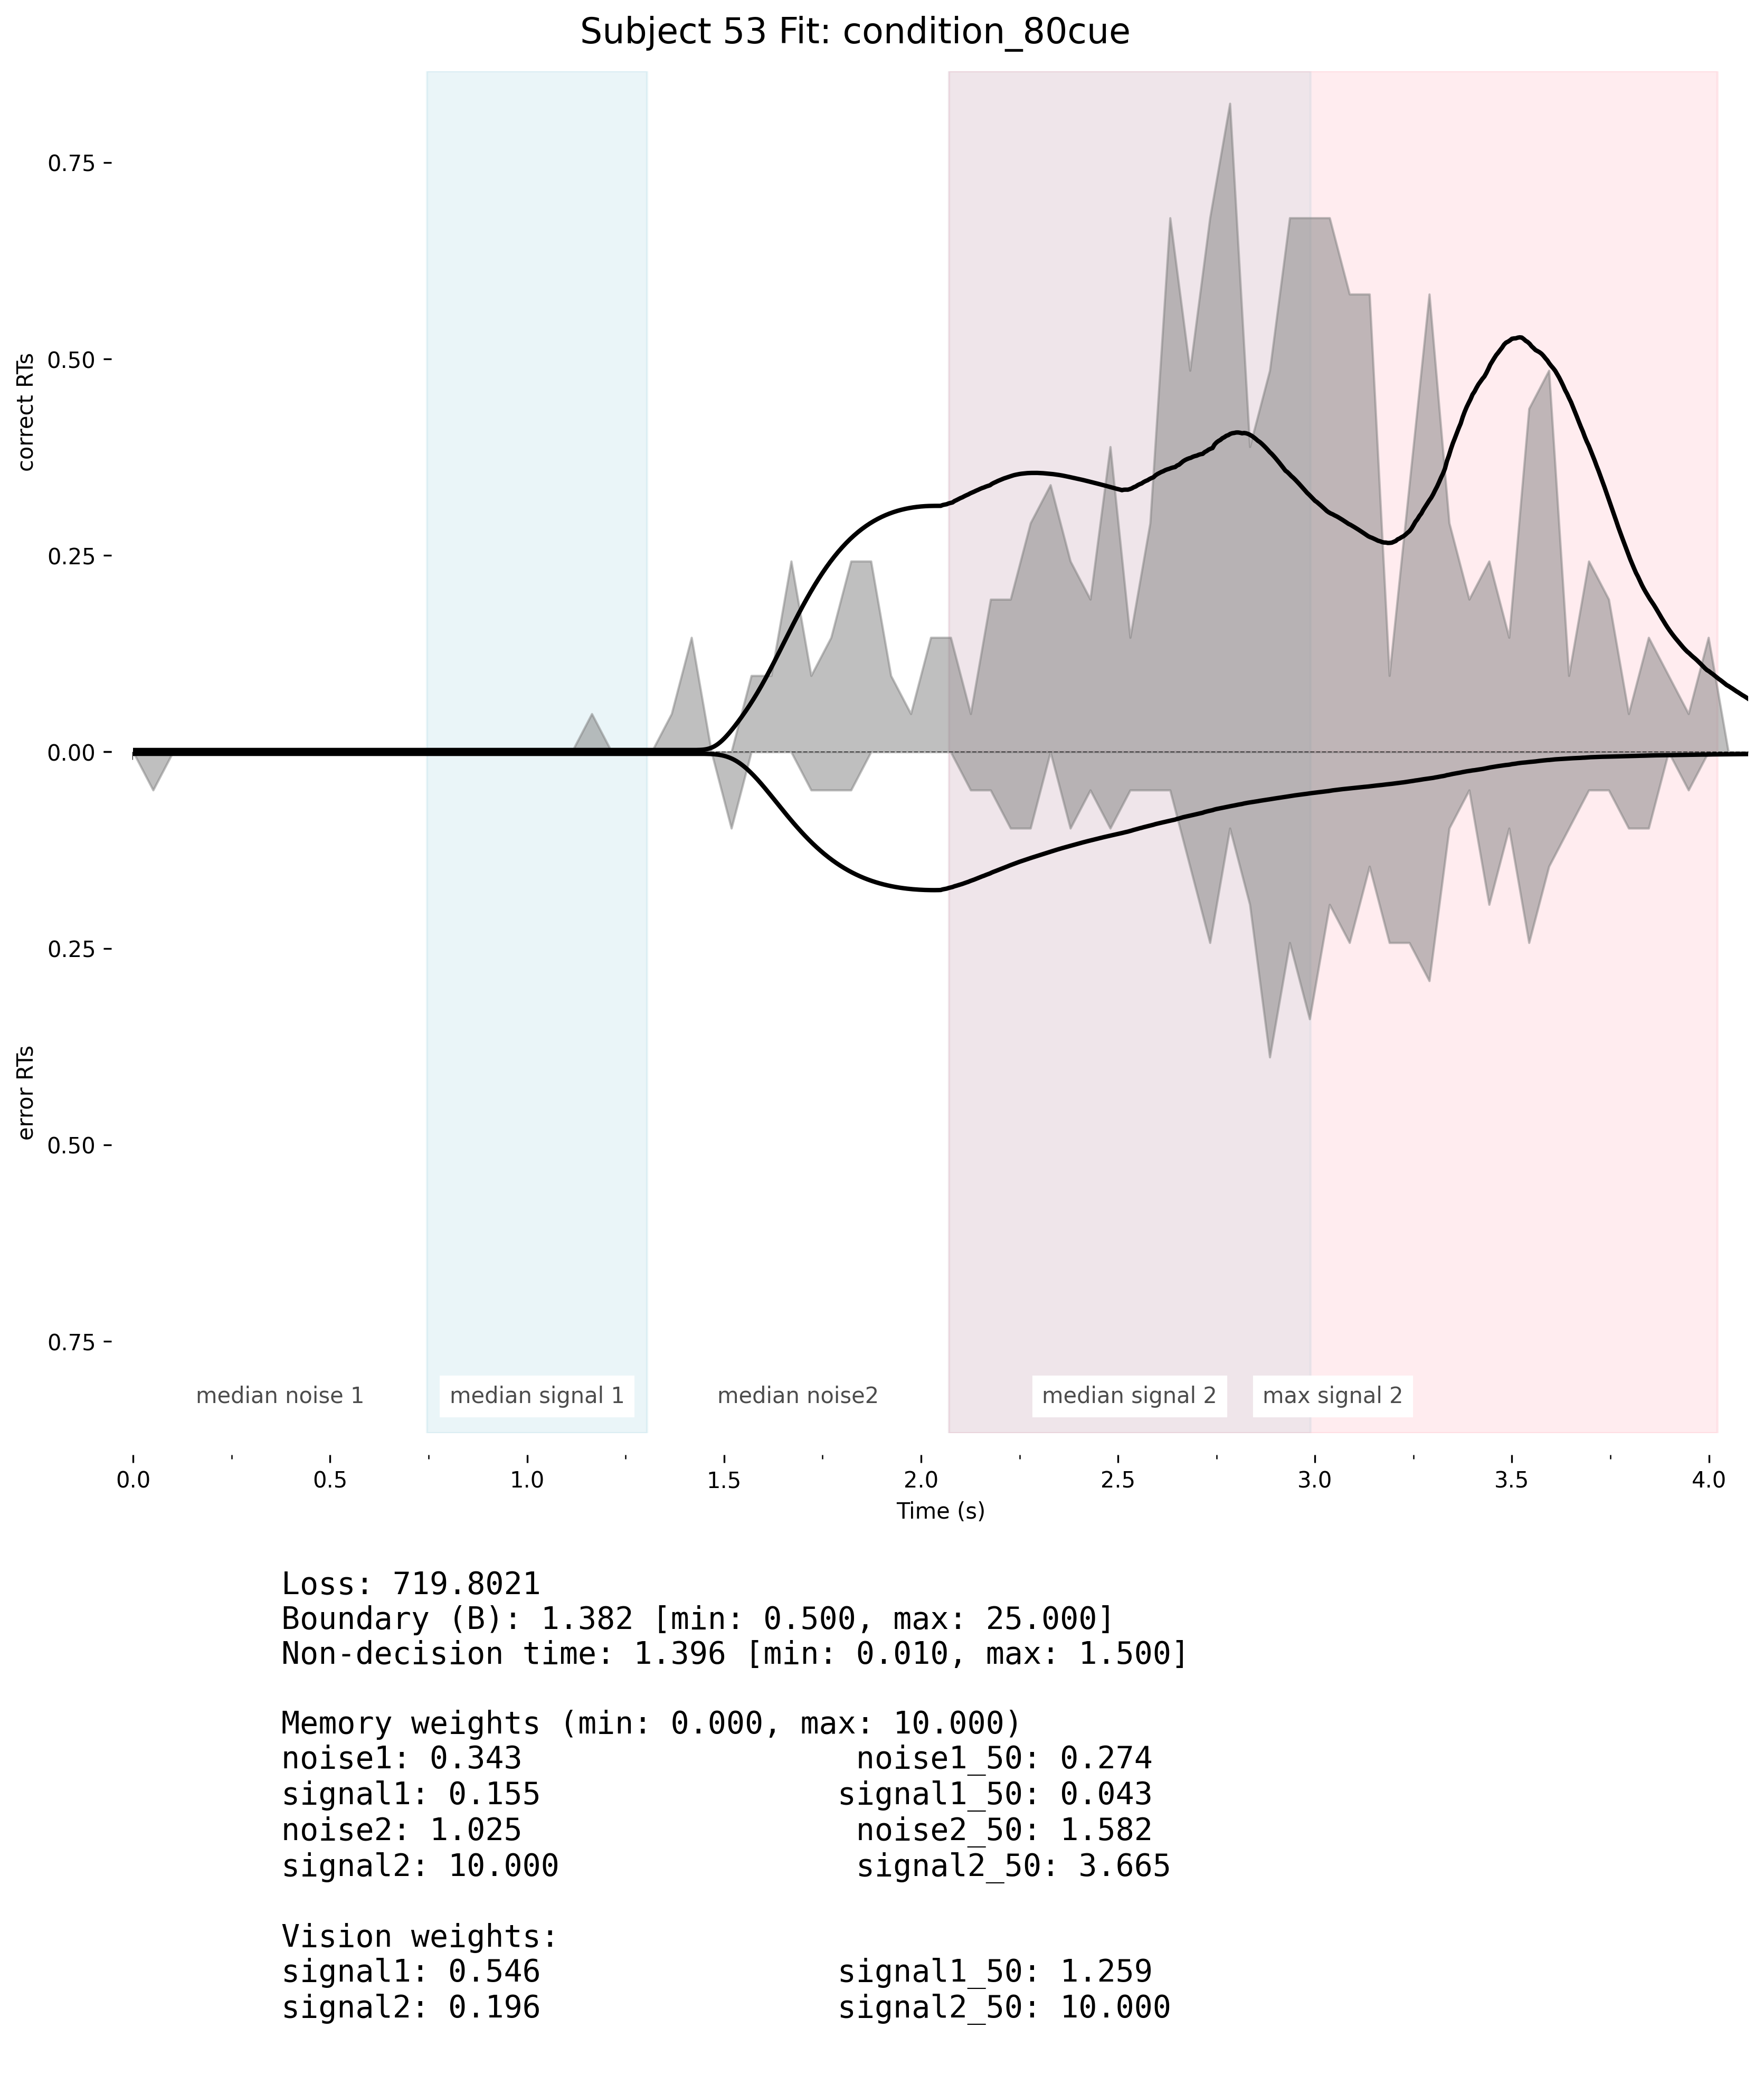 Subject 53 Fit: condition_80cue
0.75
0.50
0.25
0.00
0.25
0.50
0.75
correct RTs
error RTs
median noise 1
median signal 1
median noise2
median signal 2
max signal 2
0.0 0.5 1.0 1.5 2.0 2.5 3.0 3.5 4.0
Time (s)
Loss: 719.8021
Boundary (B): 1.382 [min: 0.500, max: 25.000]
Non-decision time: 1.396 [min: 0.010, max: 1.500]
Memory weights (min: 0.000, max: 10.000)
noise1: 0.343 noise1_50: 0.274
signal1: 0.155 signal1_50: 0.043
noise2: 1.025 noise2_50: 1.582
signal2: 10.000 signal2_50: 3.665
Vision weights:
signal1: 0.546 signal1_50: 1.259
signal2: 0.196 signal2_50: 10.000